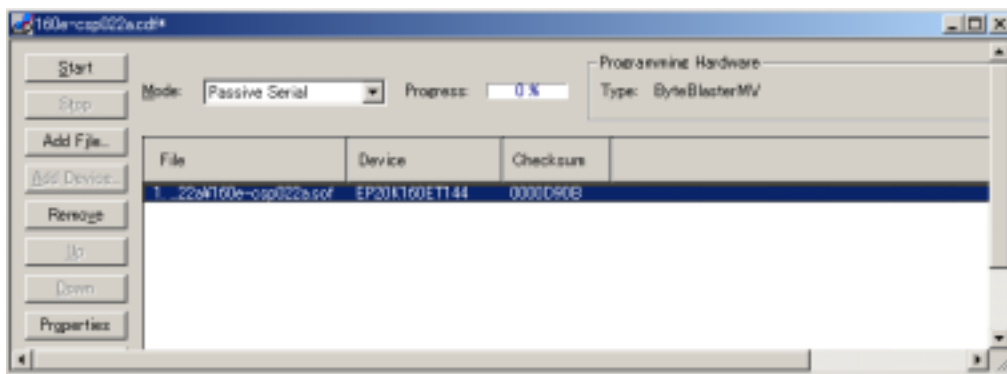 160e-csp022a.cdf*
Start
Stop
Add File...
Add Device...
Remove
Up
Down
Properties
Mode: Passive Serial Progress: 0 %
Programming Hardware
Type: ByteBlasterMV
File Device Checksum
1. ...22a¥160e-csp022a.sof EP20K160ET144 0000D90B